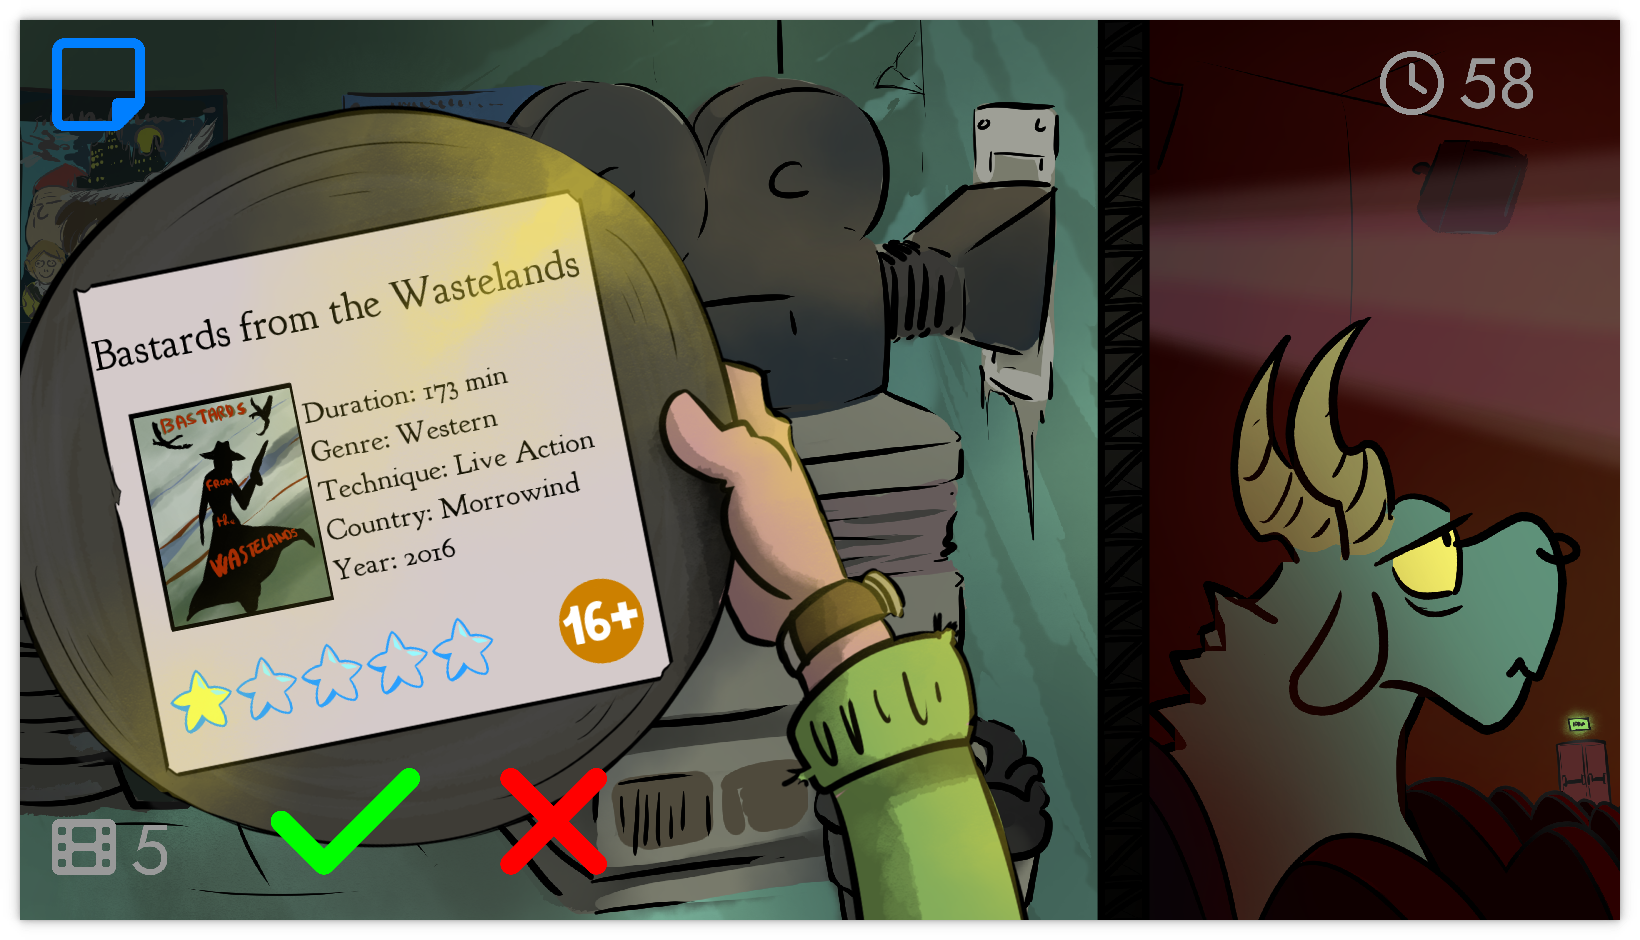 58
Bastards from the Wastelands
BASTARDS
FROM
the
WASTELANDS
Duration: 173 min
Genre: Western
Technique: Live Action
Country: Morrowind
Year: 2016
16+
5